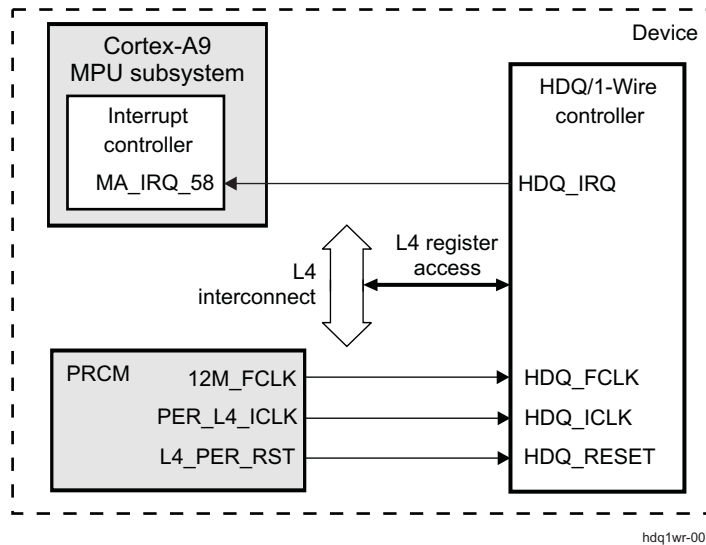 Device
Cortex-A9
MPU subsystem
Interrupt
controller
MA_IRQ_58
HDQ/1-Wire
controller
HDQ_IRQ
L4
interconnect
L4 register
access
PRCM
12M_FCLK
PER_L4_ICLK
L4_PER_RST
HDQ_FCLK
HDQ_ICLK
HDQ_RESET
hdq1wr-00